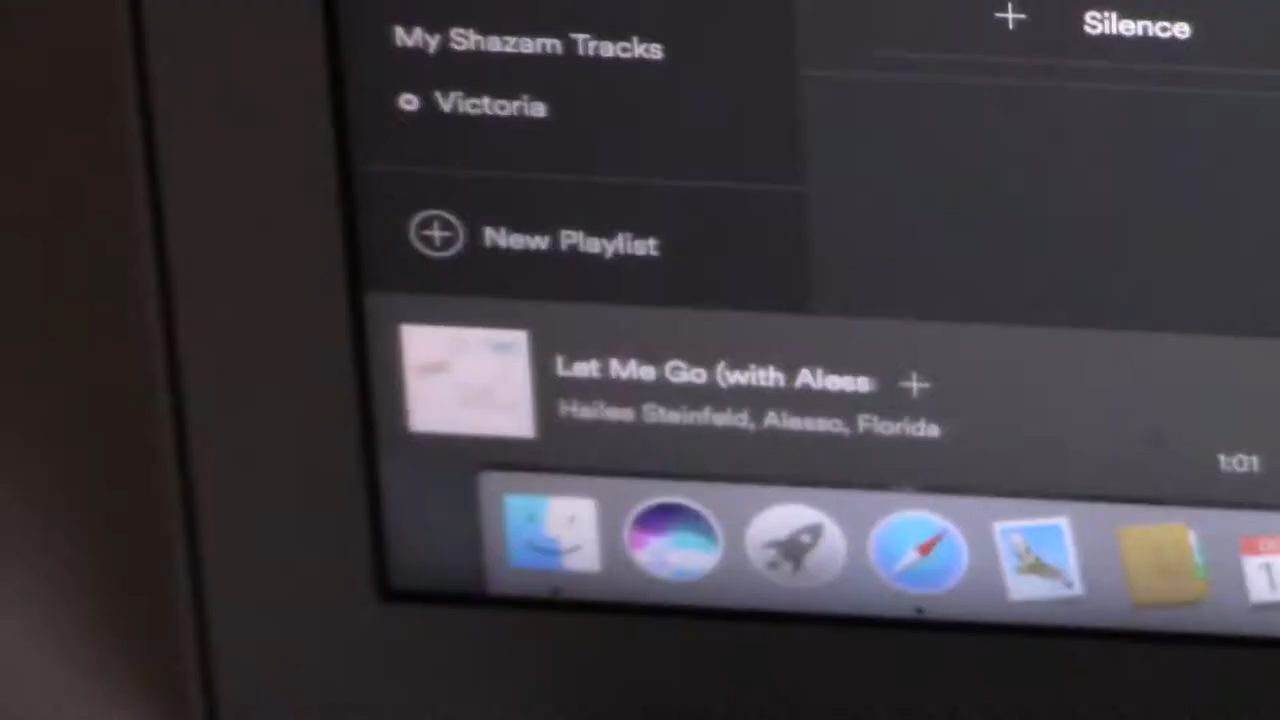 My Shazam Tracks
Silence
Victoria
New Playlist
Let Me Go (with Aless
Hailee Steinfeld, Alesso, Florida
1:01